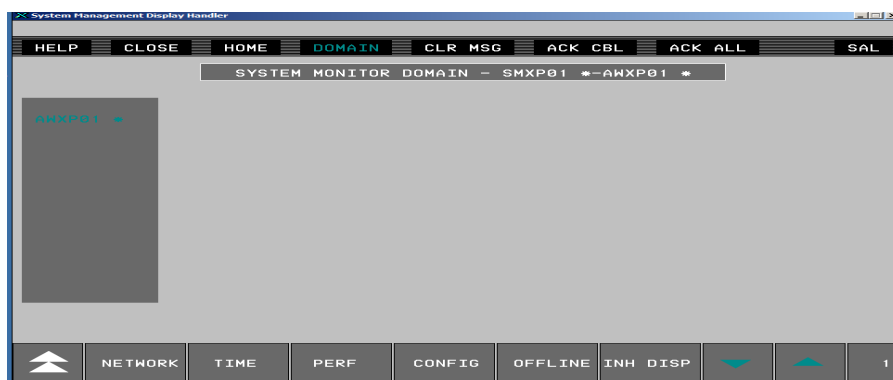 System Management Display Handler
HELP CLOSE HOME DOMAIN CLR MSG ACK CBL ACK ALL SAL
SYSTEM MONITOR DOMAIN - SMXP01 *-AWXP01 *
AWXP01 *
NETWORK TIME PERF CONFIG OFFLINE INH DISP 1